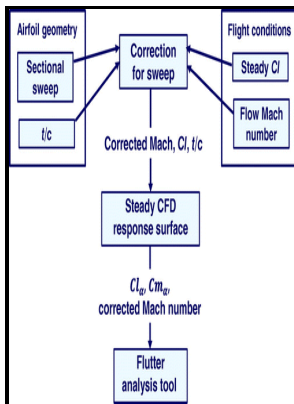 Airfoil geometry
Sectional
sweep
t/c
Correction
for sweep
Flight conditions
Steady Cl
Flow Mach
number
Corrected Mach, Cl, t/c
Steady CFD
response surface
Clα, Cmα,
corrected Mach number
Flutter
analysis tool